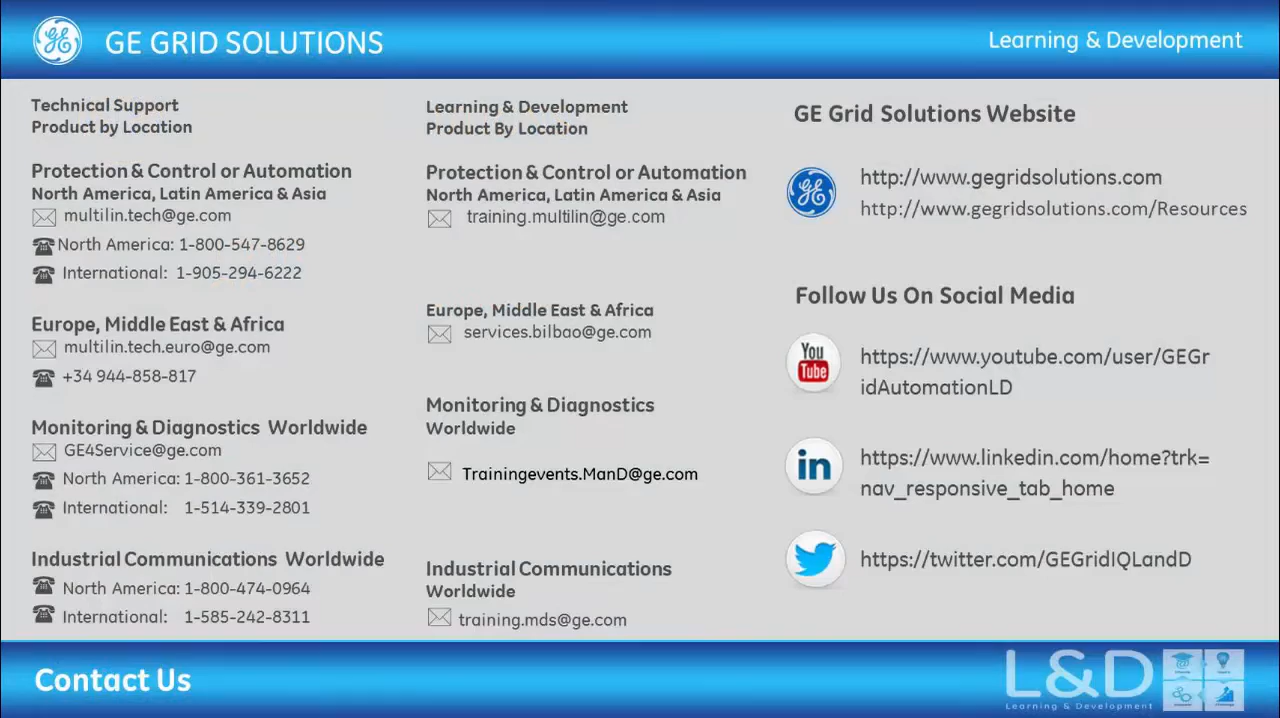 GE GRID SOLUTIONS
Learning & Development
Technical Support
Product by Location
Protection & Control or Automation
North America, Latin America & Asia
multilin.tech@ge.com
North America: 1-800-547-8629
International: 1-905-294-6222
Europe, Middle East & Africa
multilin.tech.euro@ge.com
+34 944-858-817
Monitoring & Diagnostics Worldwide
GE4Service@ge.com
North America: 1-800-361-3652
International: 1-514-339-2801
Industrial Communications Worldwide
North America: 1-800-474-0964
International: 1-585-242-8311
Learning & Development
Product By Location
Protection & Control or Automation
North America, Latin America & Asia
training.multilin@ge.com
Europe, Middle East & Africa
services.bilbao@ge.com
Monitoring & Diagnostics
Worldwide
Trainingevents.ManD@ge.com
Industrial Communications
Worldwide
training.mds@ge.com
GE Grid Solutions Website
http://www.gegridsolutions.com
http://www.gegridsolutions.com/Resources
Follow Us On Social Media
You
Tube
https://www.youtube.com/user/GEGr
idAutomationLD
in
https://www.linkedin.com/home?trk=
nav_responsive_tab_home
https://twitter.com/GEGridIQLandD
Contact Us
L&D
Learning & Development